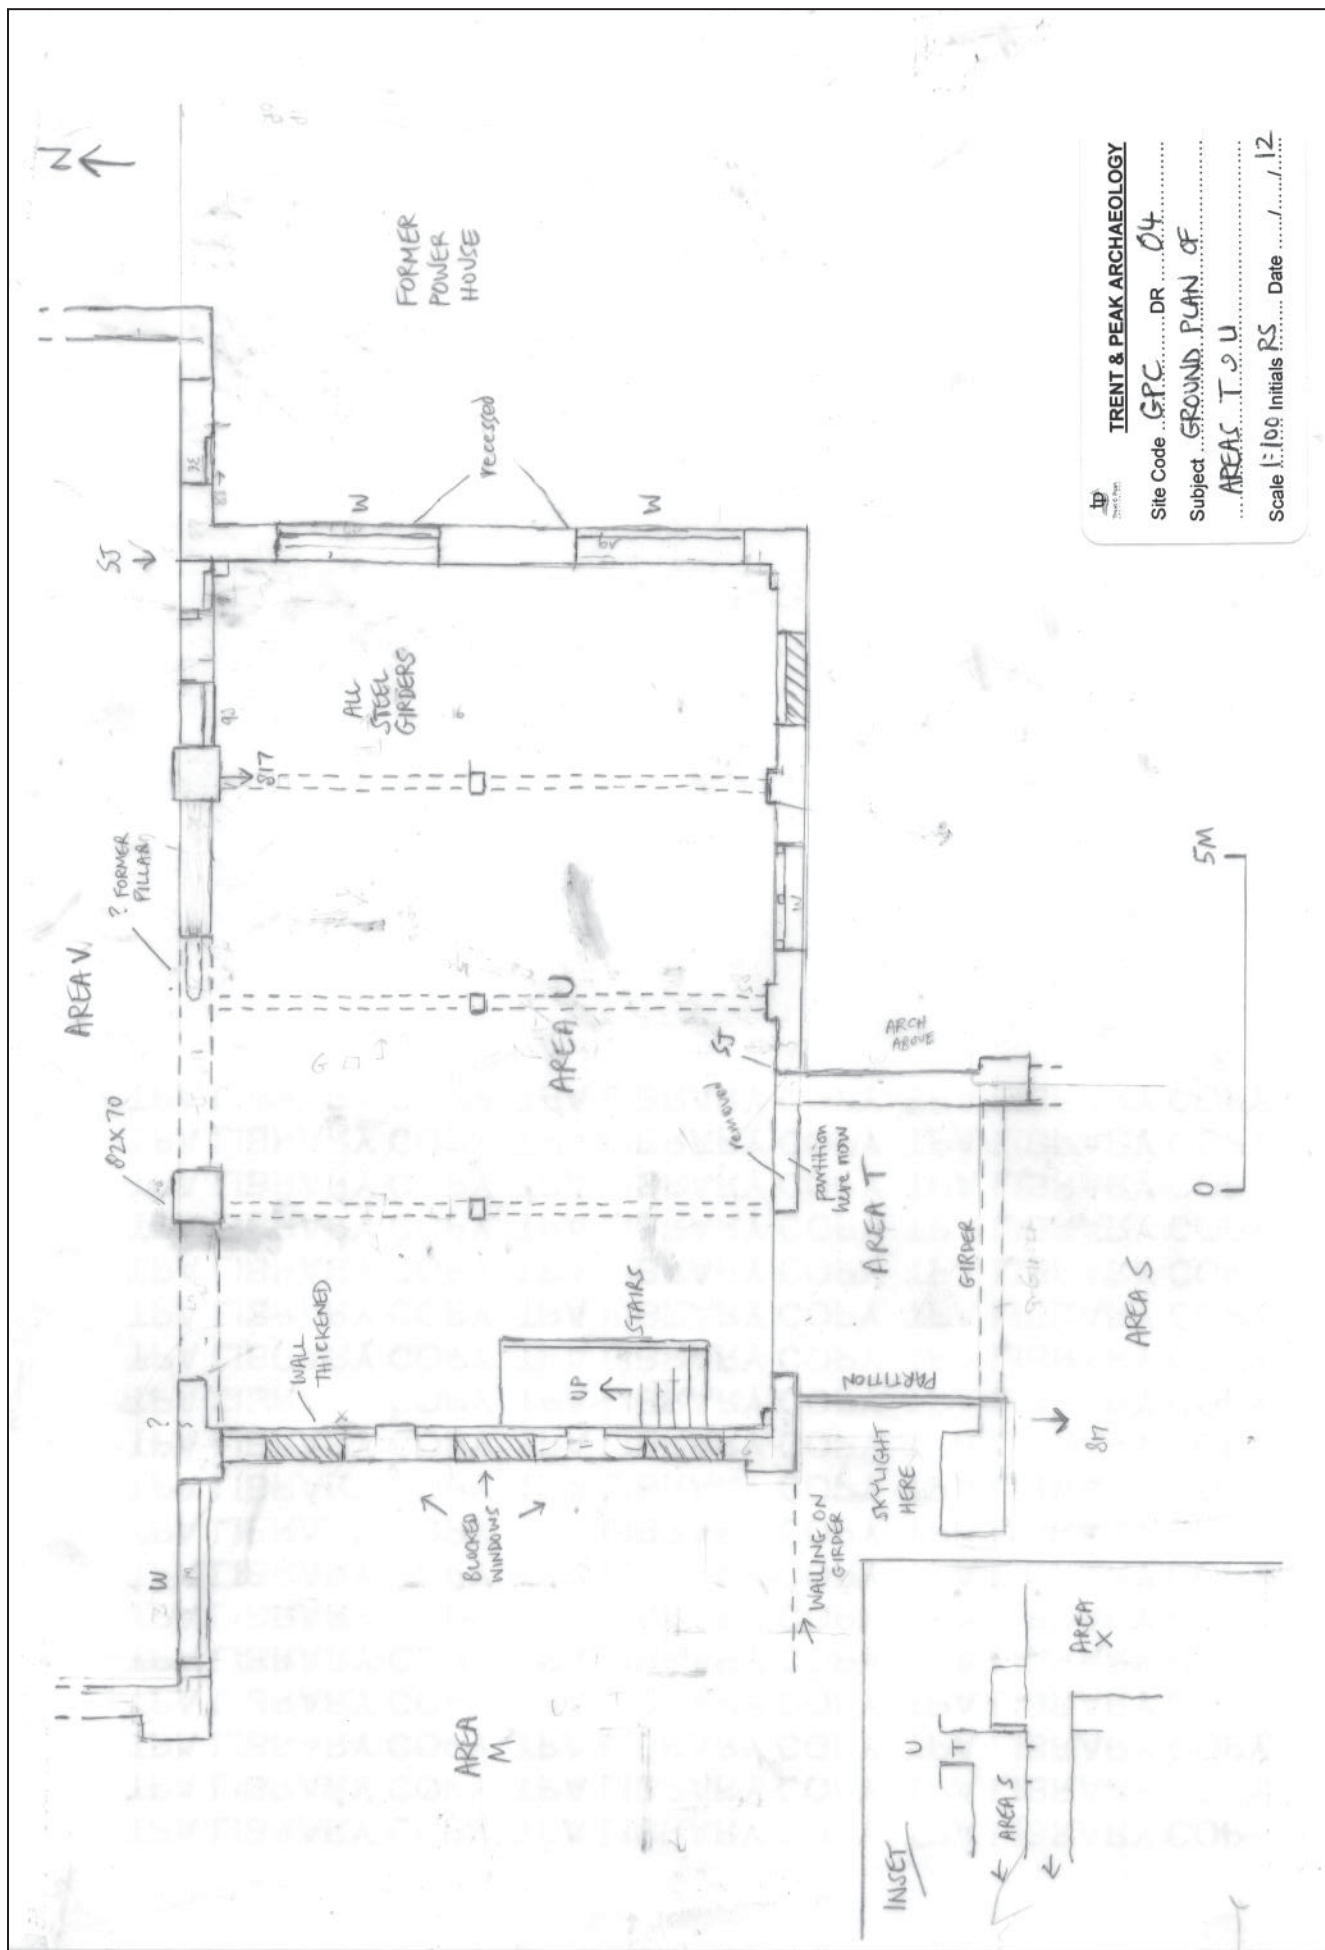 N
AREA V.
SJ
82X70
? FORMER
PILLAR
?
W
817
WALL
THICKENED
ALL
STEEL
GIRDERS
FORMER
POWER
HOUSE
recessed
W
W
BLOCKED
WINDOWS
UP
STAIRS
AREA U
AREA
M
W
removed
SJ
partition
here now
WALLING ON
GIRDER
SKYLIGHT
HERE
PARTITION
AREA T
ARCH
ABOVE
GIRDER
817
AREA S
0
5M
INSET
U
T
AREA S
AREA
X
TRENT & PEAK ARCHAEOLOGY
Site Code GPC DR 04
Subject GROUND PLAN OF
AREAS T & U
Scale 1:100 Initials RS Date / / 12